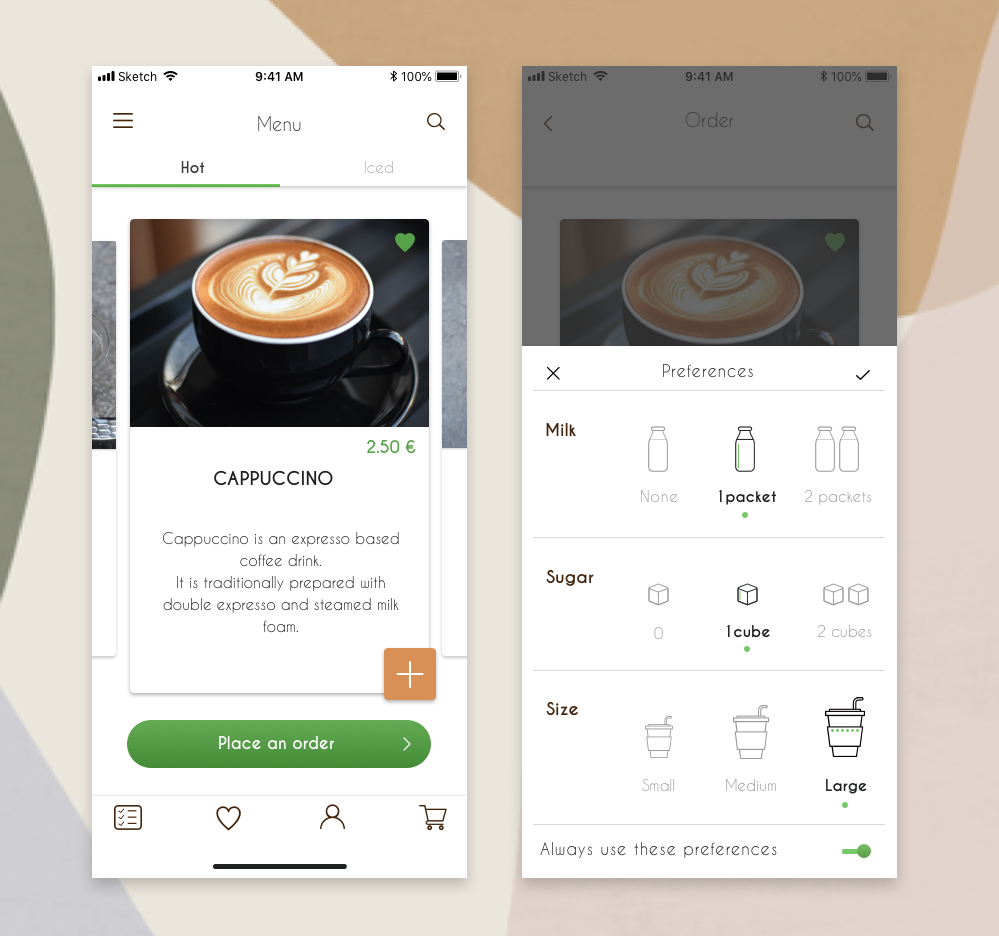 Sketch 9:41 AM 100%
Menu
Hot Iced
2.50 €
CAPPUCCINO
Cappuccino is an expresso based
coffee drink.
It is traditionally prepared with
double expresso and steamed milk
foam.
Place an order
Sketch 9:41 AM 100%
Order
Preferences
Milk
None 1 packet 2 packets
Sugar
0 1 cube 2 cubes
Size
Small Medium Large
Always use these preferences